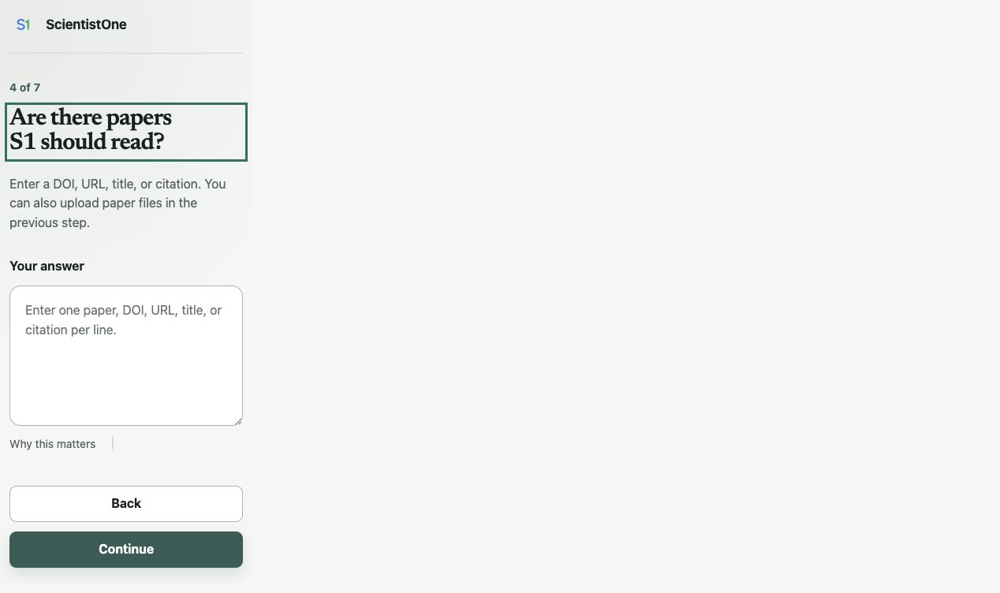 S1 ScientistOne
4 of 7
Are there papers
S1 should read?
Enter a DOI, URL, title, or citation. You
can also upload paper files in the
previous step.
Your answer
Enter one paper, DOI, URL, title, or
citation per line.
Why this matters
Back
Continue